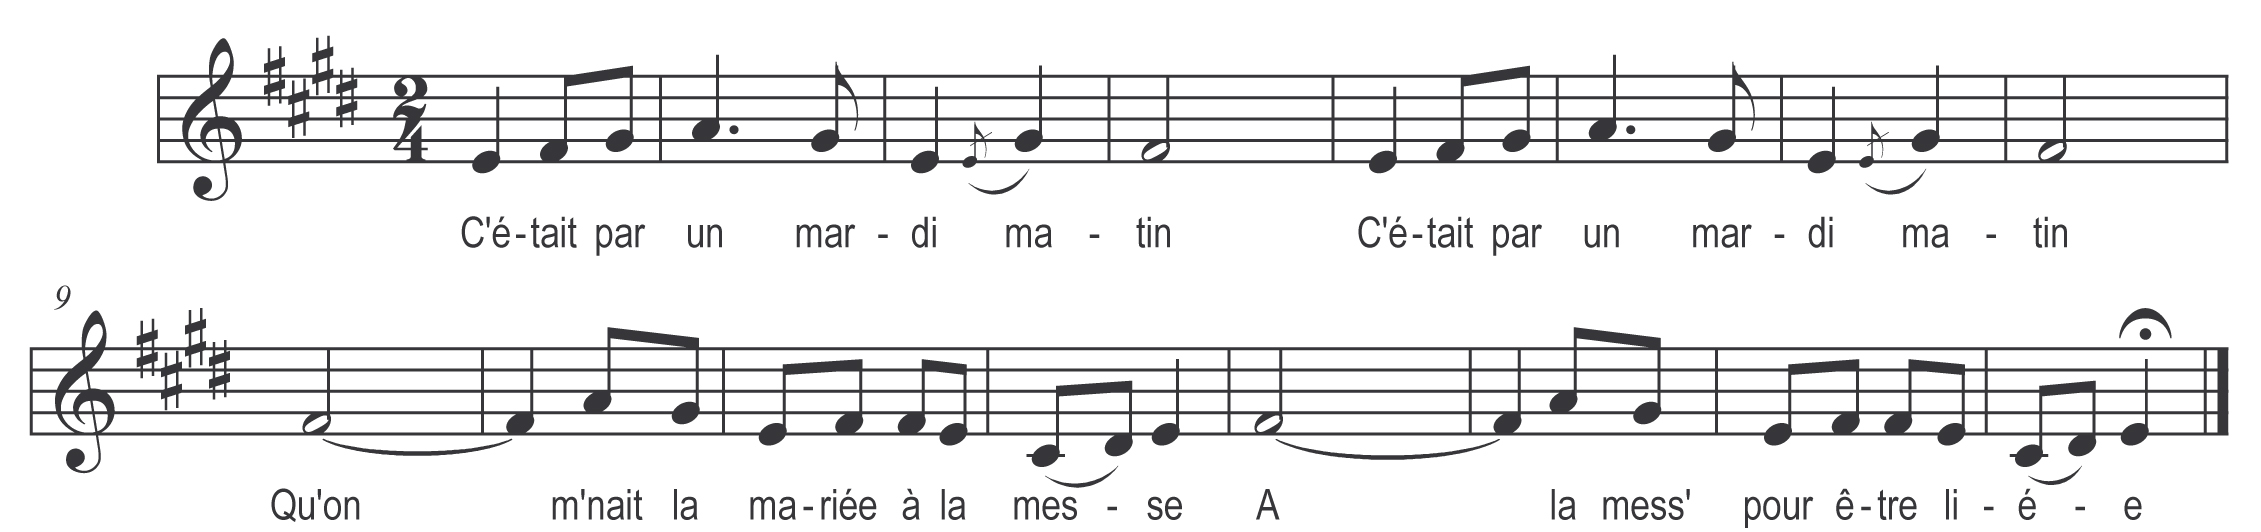 C'é-tait par un mar - di ma - tin C'é-tait par un mar - di ma - tin
9
Qu'on m'nait la ma-riée à la mes - se A la mess' pour ê-tre li - é - e